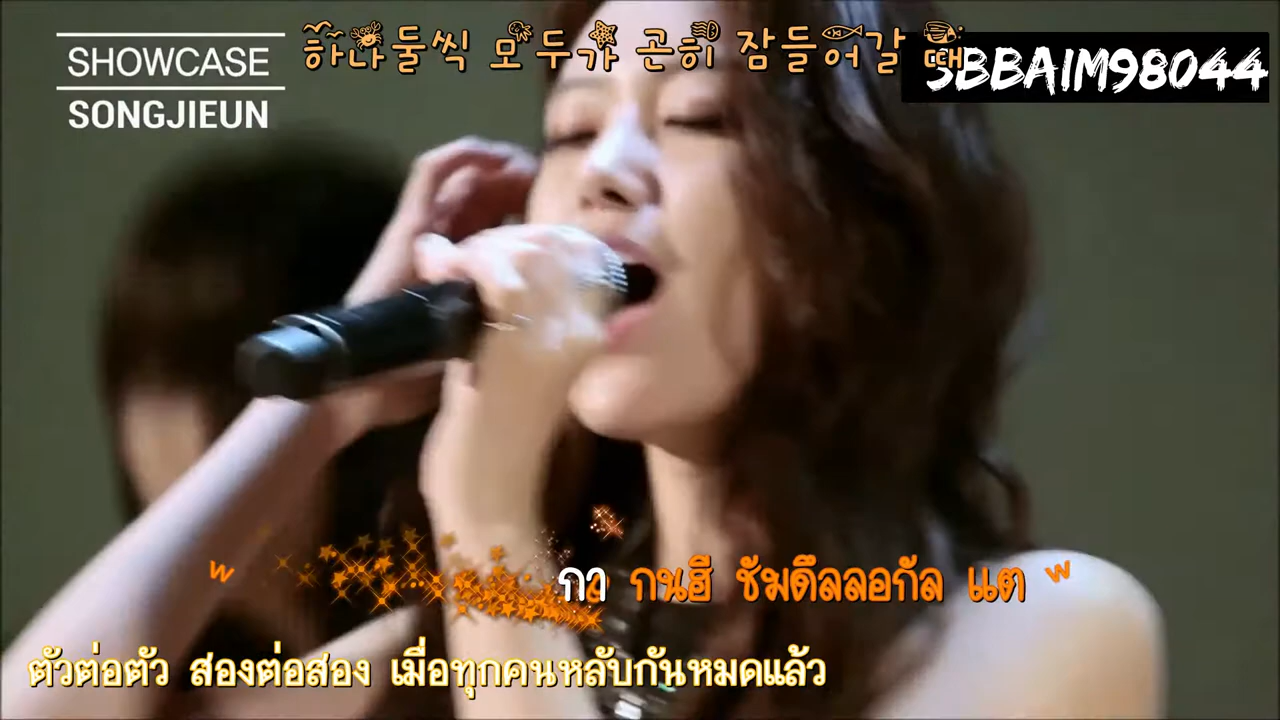 SHOWCASE
SONGJIEUN
하나둘씩 모두가 곤히 잠들어갈 때
SBBAIM98044
w กา กนฮี ชัมดึลลอกัล แต w
ตัวต่อตัว สองต่อสอง เมื่อทุกคนหลับกันหมดแล้ว